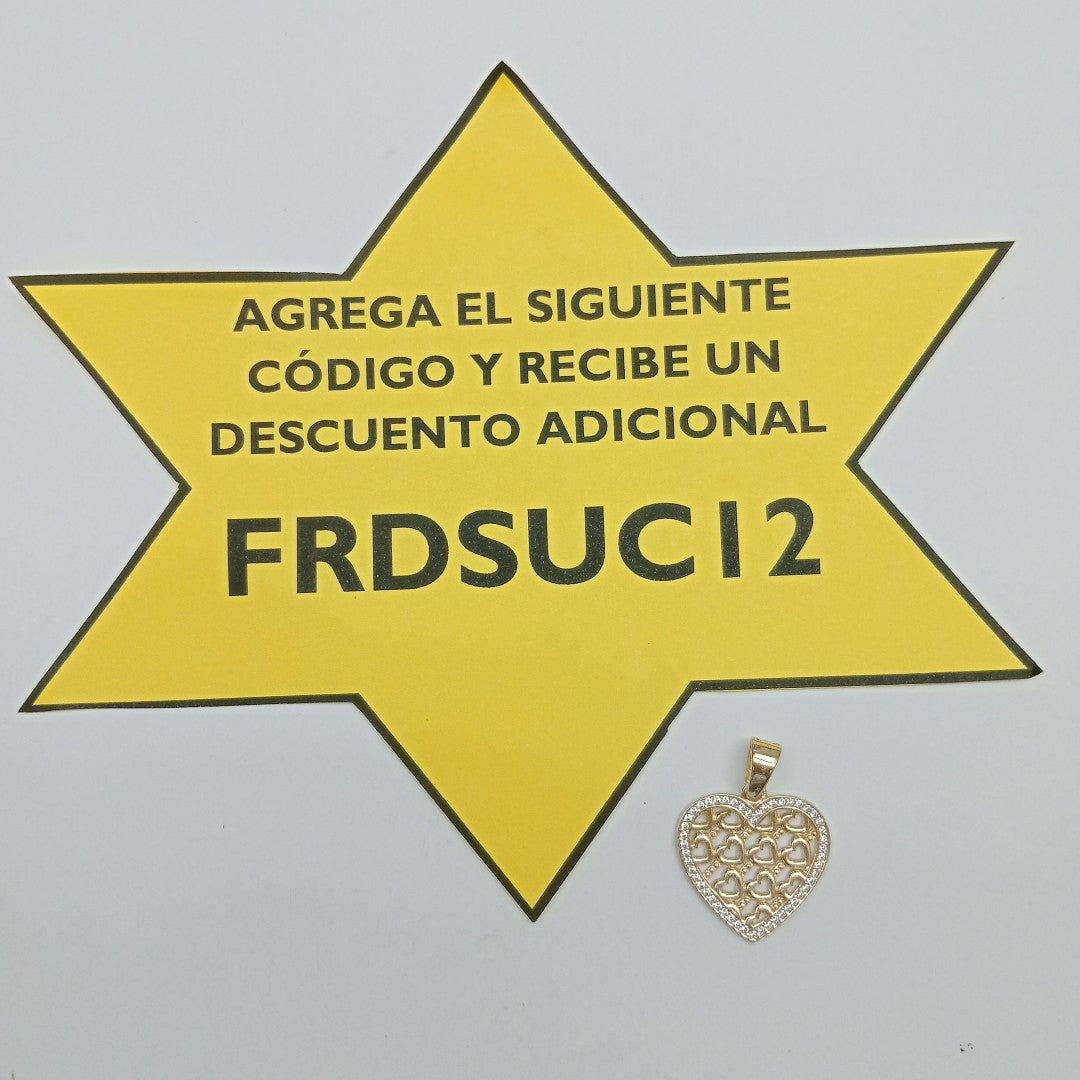 AGREGA EL SIGUIENTE
CÓDIGO Y RECIBE UN
DESCUENTO ADICIONAL
FRDSUC12